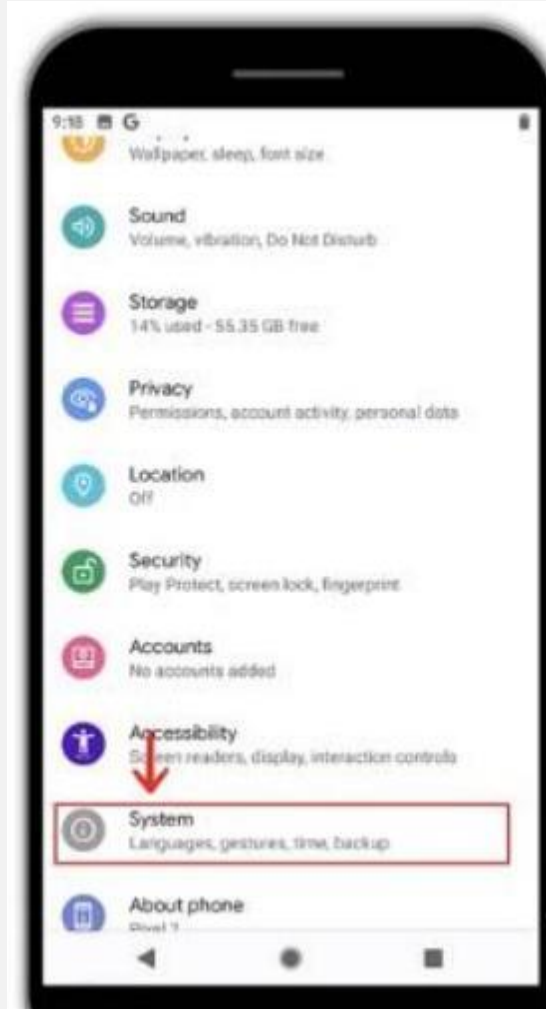 9:18 G
Wallpaper, sleep, font size
Sound
Volume, vibration, Do Not Disturb
Storage
14% used - 55.35 GB free
Privacy
Permissions, account activity, personal data
Location
Off
Security
Play Protect, screen lock, fingerprint
Accounts
No accounts added
Accessibility
Screen readers, display, interaction controls
System
Languages, gestures, time, backup
About phone
Pixel 2